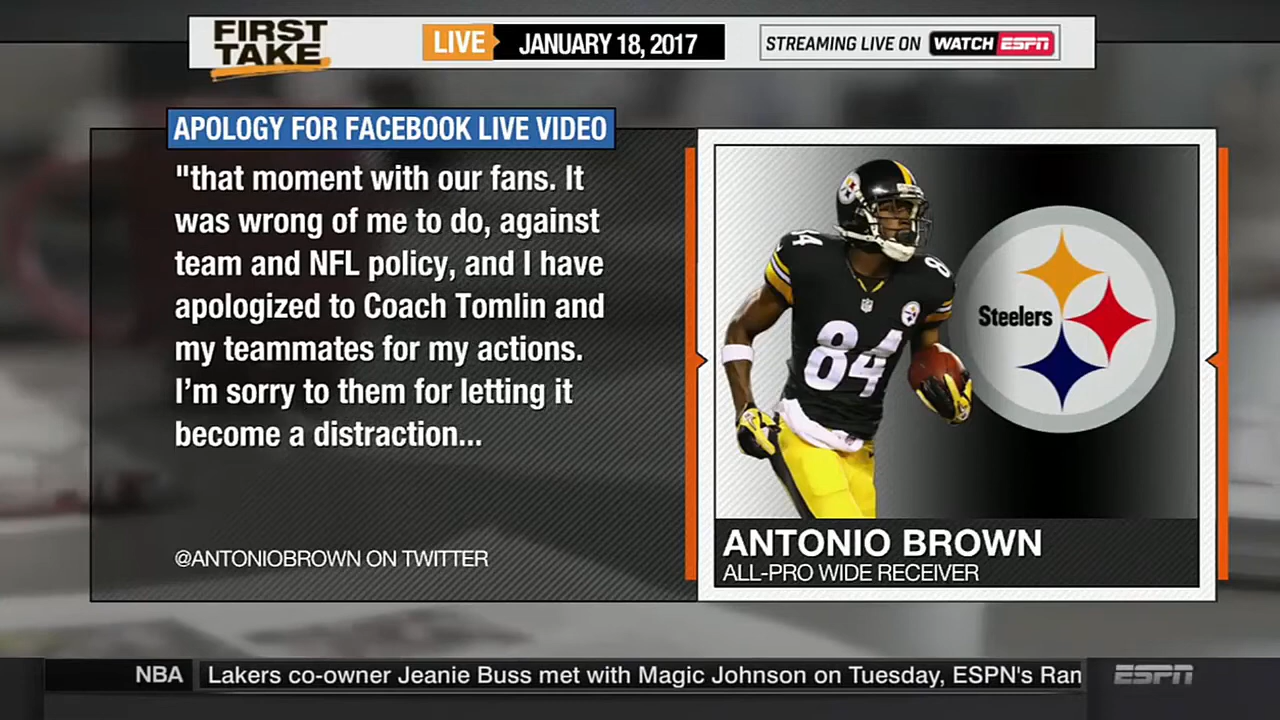 FIRST
TAKE
LIVE
JANUARY 18, 2017
STREAMING LIVE ON WATCH ESPN
APOLOGY FOR FACEBOOK LIVE VIDEO
"that moment with our fans. It
was wrong of me to do, against
team and NFL policy, and I have
apologized to Coach Tomlin and
my teammates for my actions.
I'm sorry to them for letting it
become a distraction...
@ANTONIOBROWN ON TWITTER
84
84
84
Steelers
ANTONIO BROWN
ALL-PRO WIDE RECEIVER
NBA
Lakers co-owner Jeanie Buss met with Magic Johnson on Tuesday, ESPN's Ram
ESPN